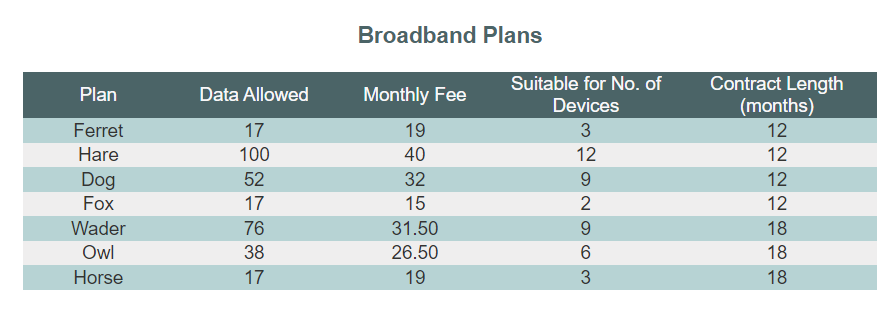 Broadband Plans
Plan Data Allowed Monthly Fee Suitable for No. of Devices Contract Length (months)
Ferret 17 19 3 12
Hare 100 40 12 12
Dog 52 32 9 12
Fox 17 15 2 12
Wader 76 31.50 9 18
Owl 38 26.50 6 18
Horse 17 19 3 18